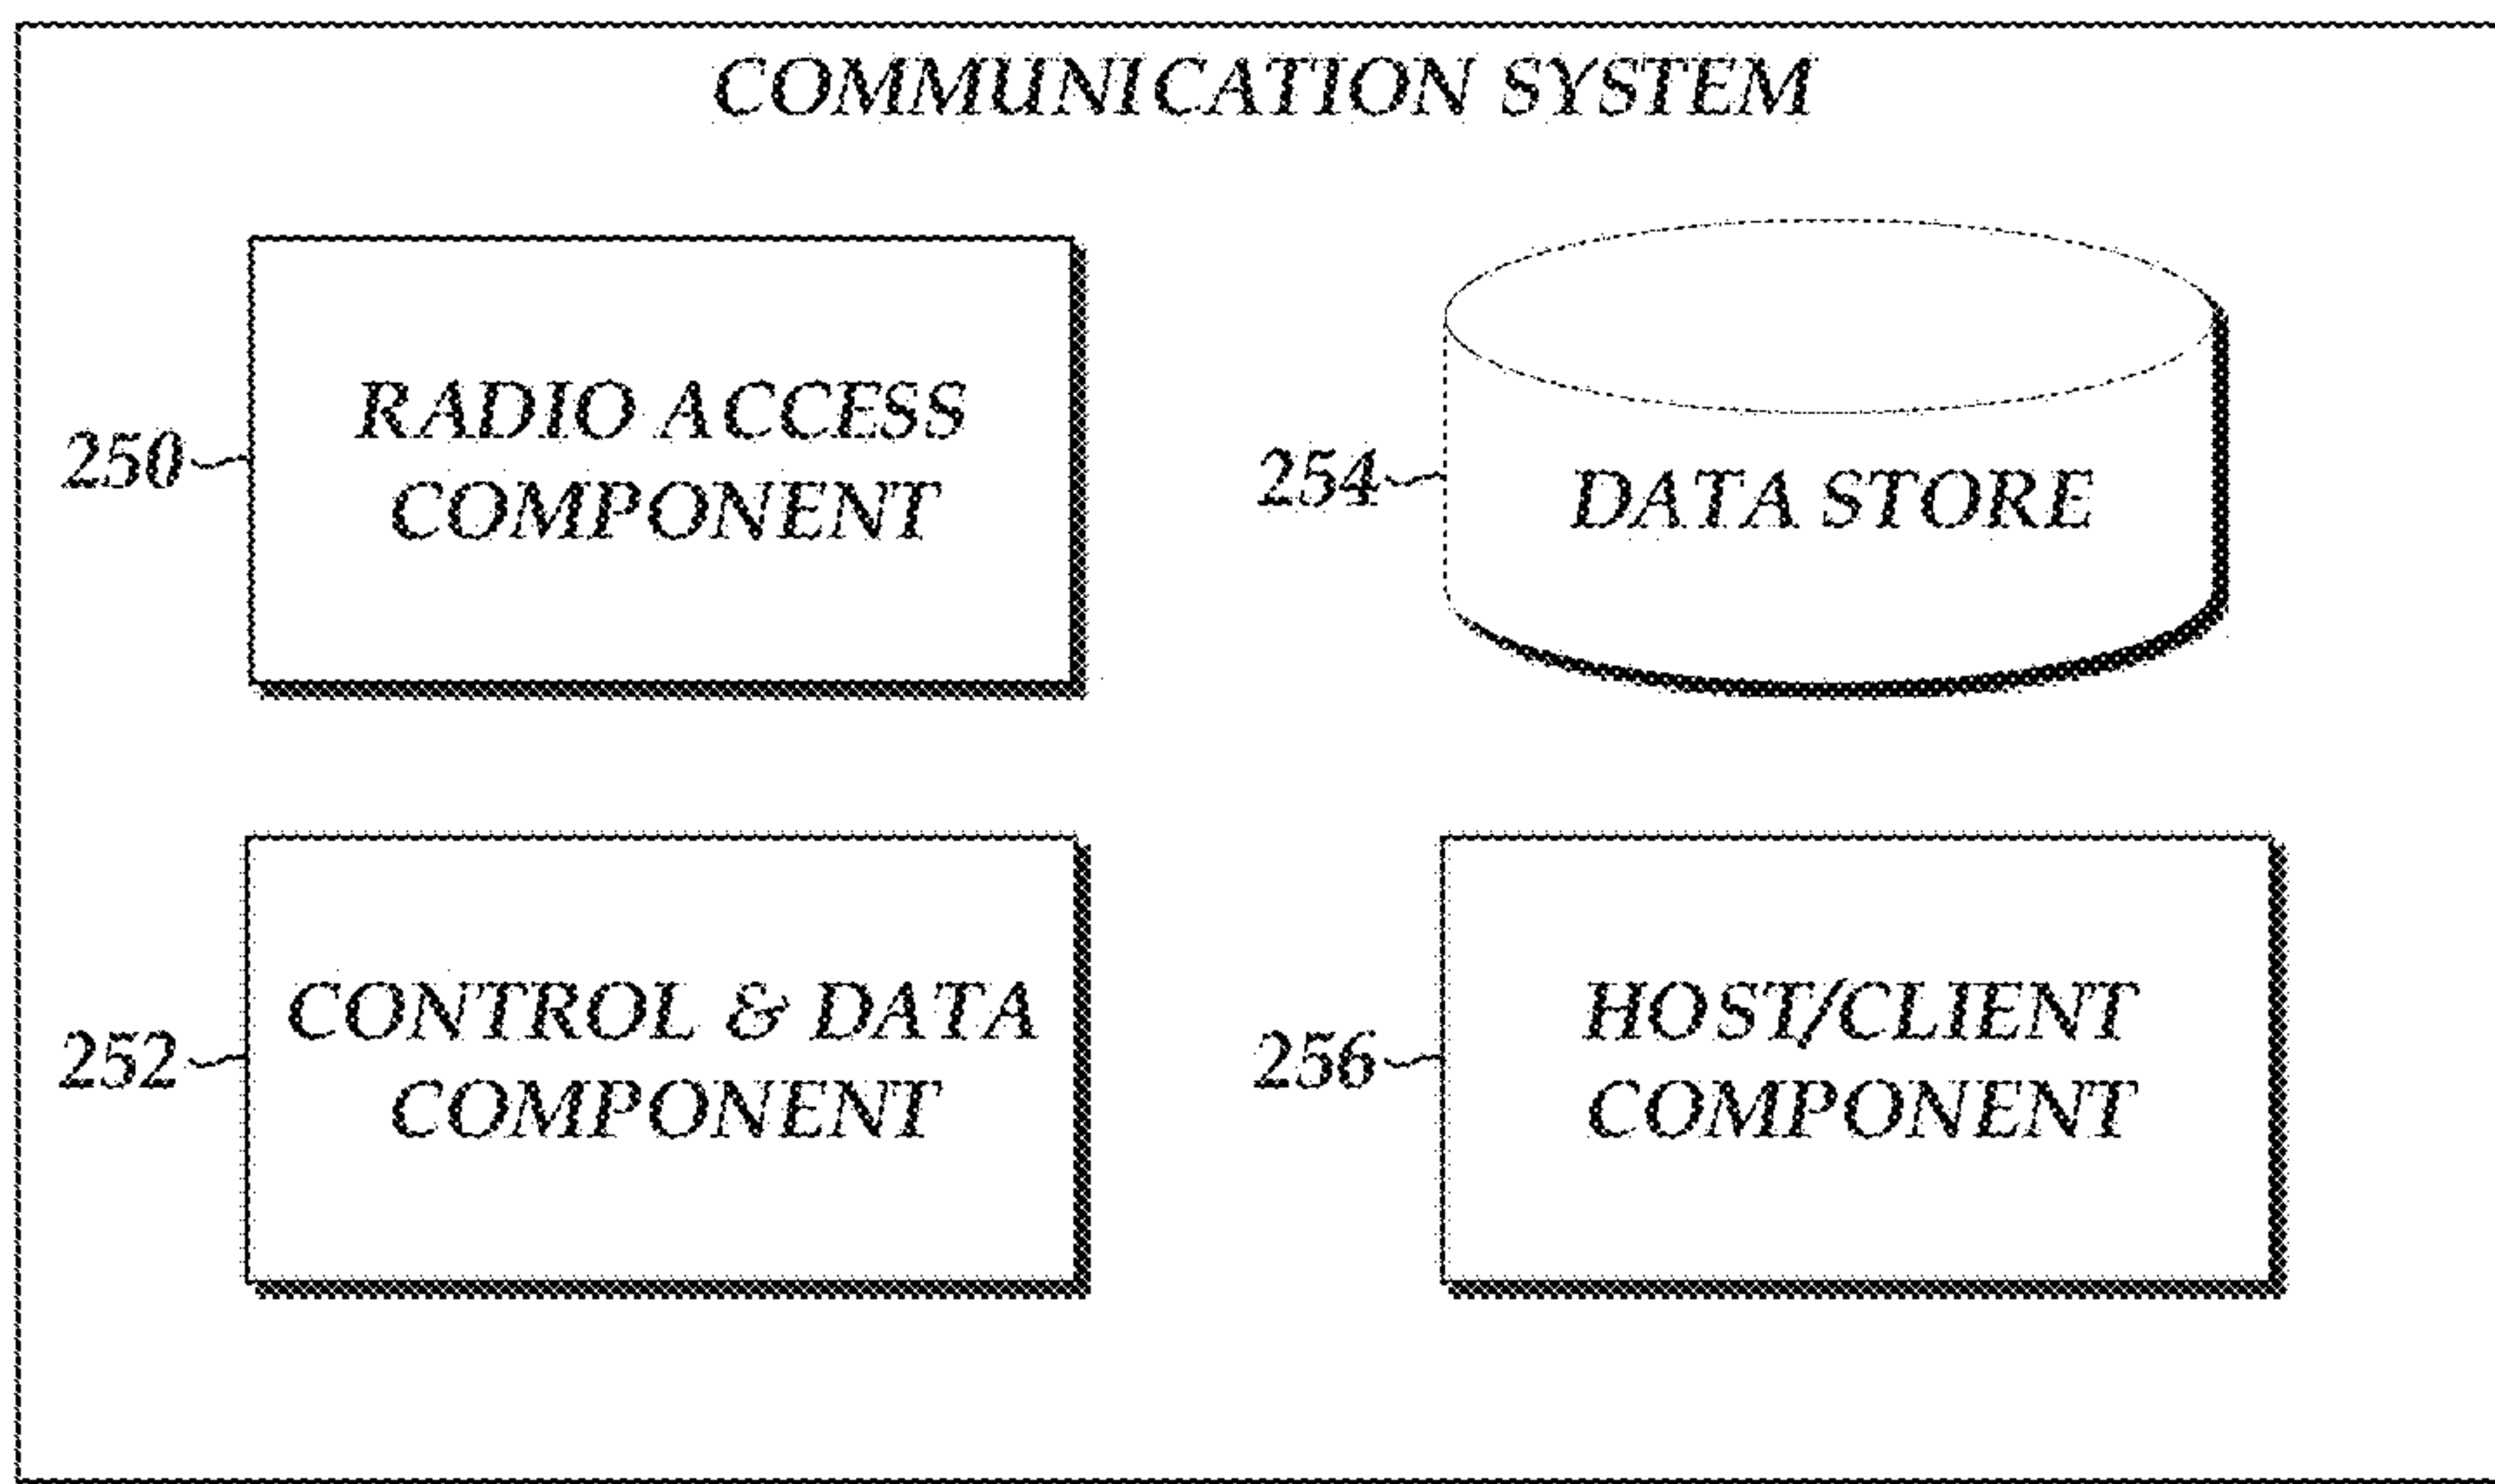 COMMUNICATION SYSTEM
250
RADIO ACCESS
COMPONENT
254
DATA STORE
252
CONTROL & DATA
COMPONENT
256
HOST/CLIENT
COMPONENT